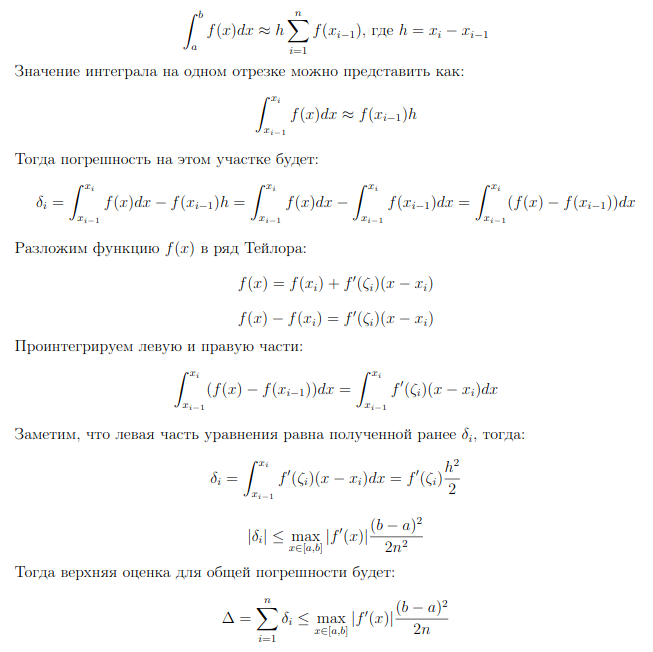 $$\int_a^b f(x)dx \approx h\sum_{i=1}^{n} f(x_{i-1}), \text{ где } h = x_i - x_{i-1}$$
Значение интеграла на одном отрезке можно представить как:
$$\int_{x_{i-1}}^{x_i} f(x)dx \approx f(x_{i-1})h$$
Тогда погрешность на этом участке будет:
$$\delta_i = \int_{x_{i-1}}^{x_i} f(x)dx - f(x_{i-1})h = \int_{x_{i-1}}^{x_i} f(x)dx - \int_{x_{i-1}}^{x_i} f(x_{i-1})dx = \int_{x_{i-1}}^{x_i} (f(x) - f(x_{i-1}))dx$$
Разложим функцию $f(x)$ в ряд Тейлора:
$$f(x) = f(x_i) + f'(\zeta_i)(x - x_i)$$
$$f(x) - f(x_i) = f'(\zeta_i)(x - x_i)$$
Проинтегрируем левую и правую части:
$$\int_{x_{i-1}}^{x_i} (f(x) - f(x_{i-1}))dx = \int_{x_{i-1}}^{x_i} f'(\zeta_i)(x - x_i)dx$$
Заметим, что левая часть уравнения равна полученной ранее $\delta_i$, тогда:
$$\delta_i = \int_{x_{i-1}}^{x_i} f'(\zeta_i)(x - x_i)dx = f'(\zeta_i)\frac{h^2}{2}$$
$$|\delta_i| \leq \max_{x\in[a,b]} |f'(x)|\frac{(b-a)^2}{2n^2}$$
Тогда верхняя оценка для общей погрешности будет:
$$\Delta = \sum_{i=1}^{n} \delta_i \leq \max_{x\in[a,b]} |f'(x)|\frac{(b-a)^2}{2n}$$